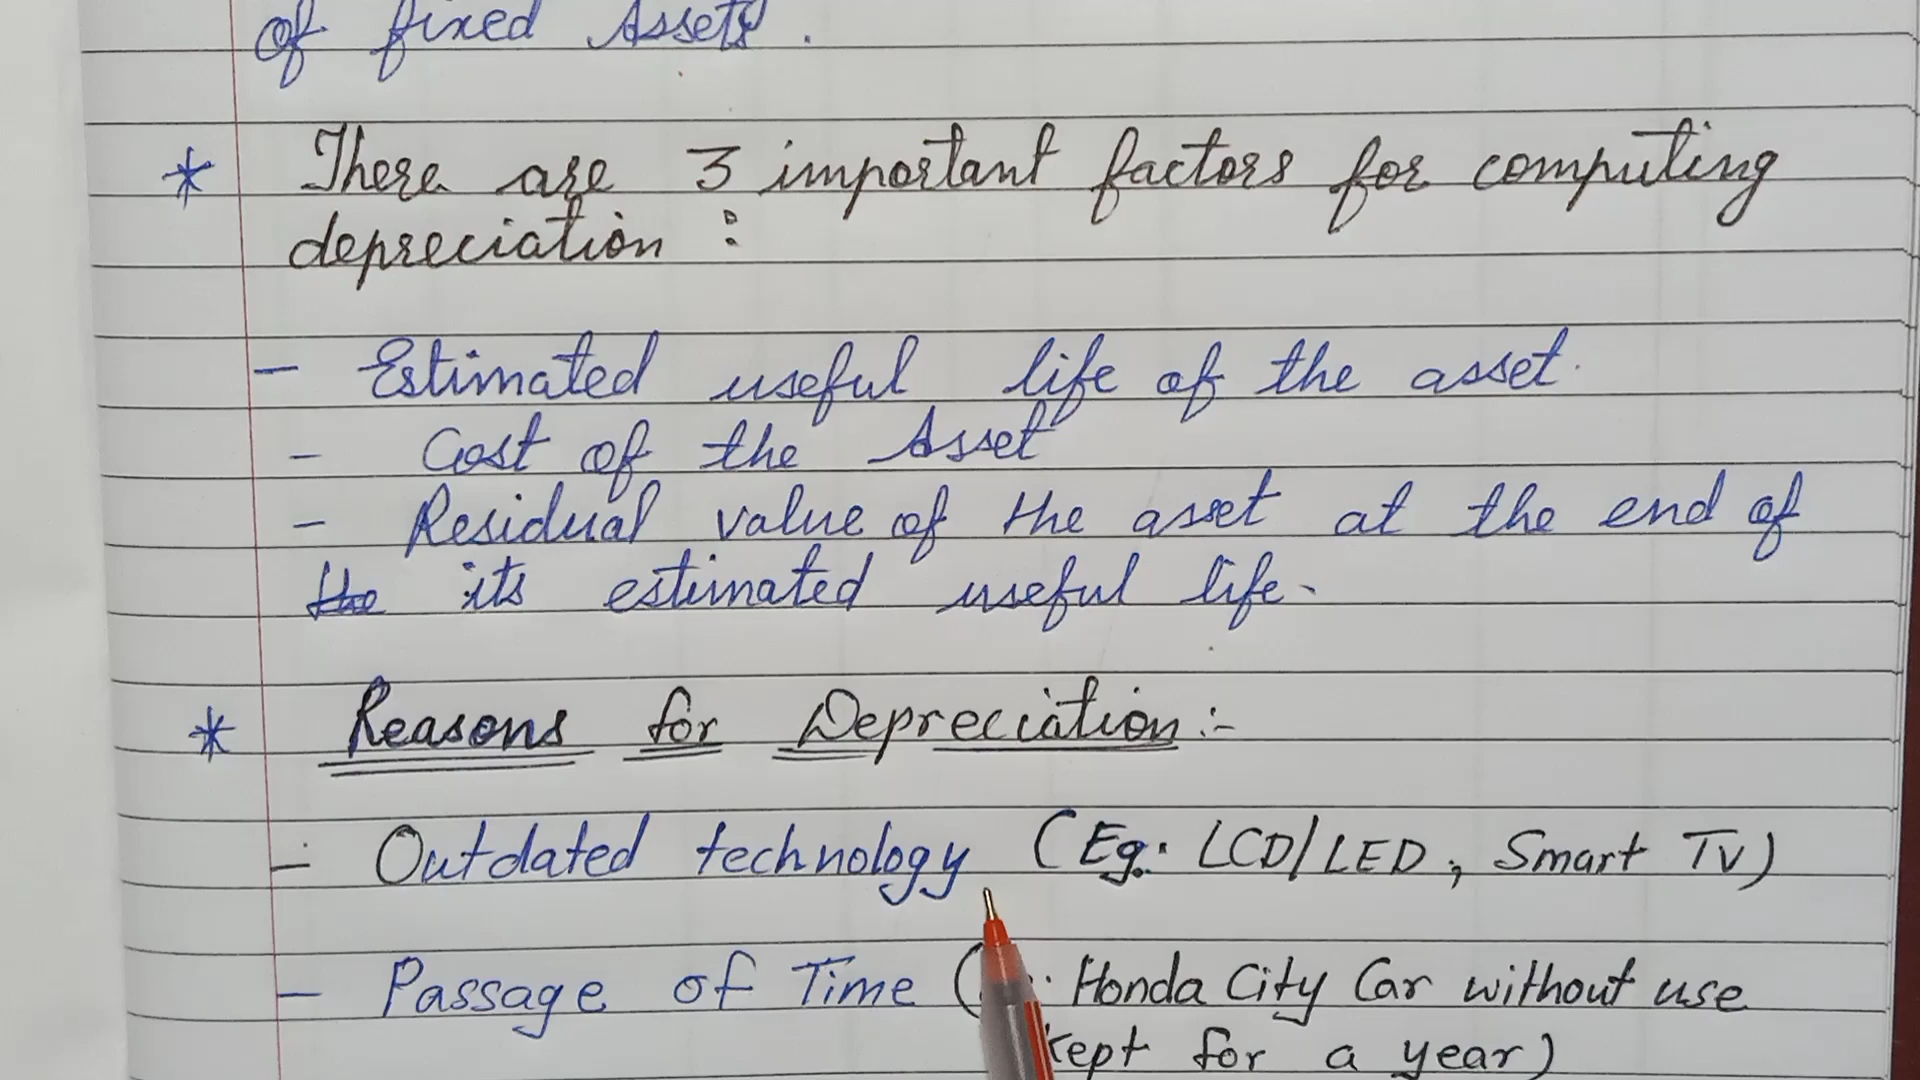 of fixed Assets.
* There are 3 important factors for computing
depreciation :
- Estimated useful life of the asset.
- Cost of the Asset
- Residual value of the asset at the end of
the its estimated useful life.
* Reasons for Depreciation :-
- Outdated technology (Eg: LCD/LED, Smart TV)
- Passage of Time ( Honda City Car without use
kept for a year)